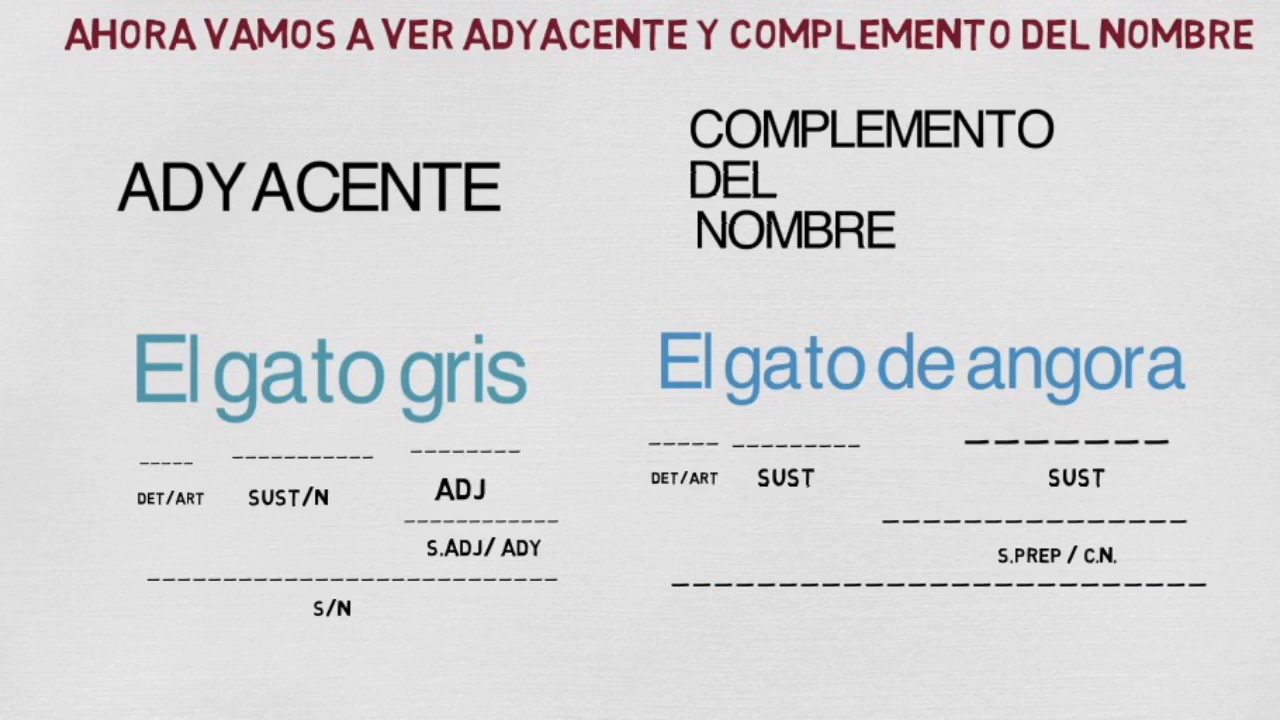 AHORA VAMOS A VER ADYACENTE Y COMPLEMENTO DEL NOMBRE
ADYACENTE
COMPLEMENTO
DEL
NOMBRE
El gato gris
DET/ART SUST/N ADJ
S.ADJ/ ADY
S/N
El gato de angora
DET/ART SUST SUST
S.PREP / C.N.